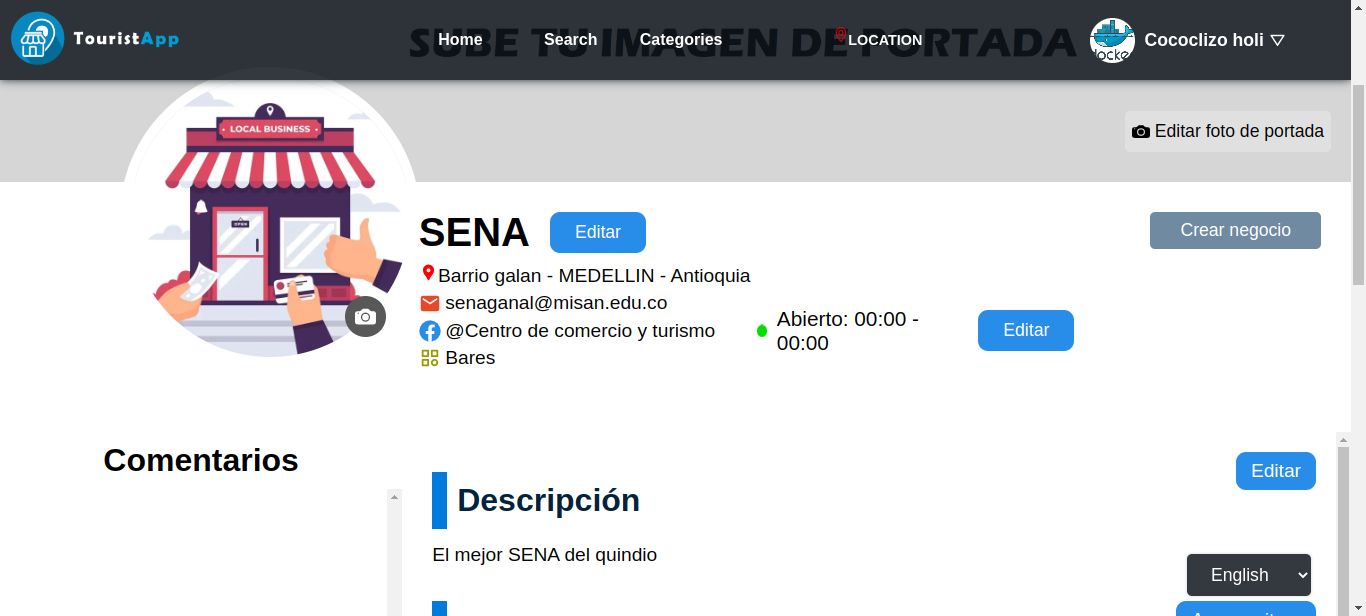 TouristApp
SUBE TU IMAGEN DE PORTADA
Home
Search
Categories
LOCATION
docke
Cococlizo holi
LOCAL BUSINESS
OPEN
Editar foto de portada
SENA
Editar
Crear negocio
Barrio galan - MEDELLIN - Antioquia
senaganal@misan.edu.co
@Centro de comercio y turismo
Bares
Abierto: 00:00 -
00:00
Editar
Comentarios
Editar
Descripción
El mejor SENA del quindio
English